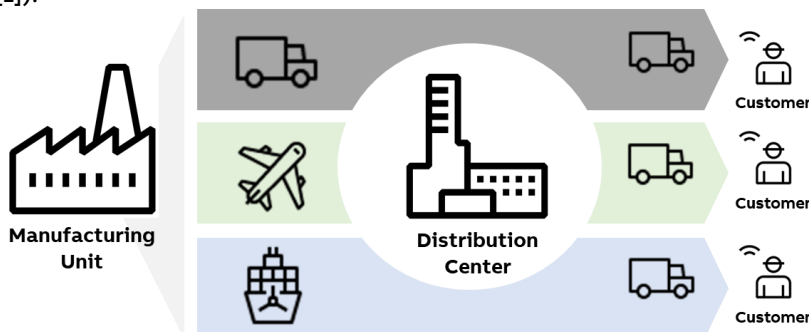 Manufacturing
Unit
Distribution
Center
Customer
Customer
Customer